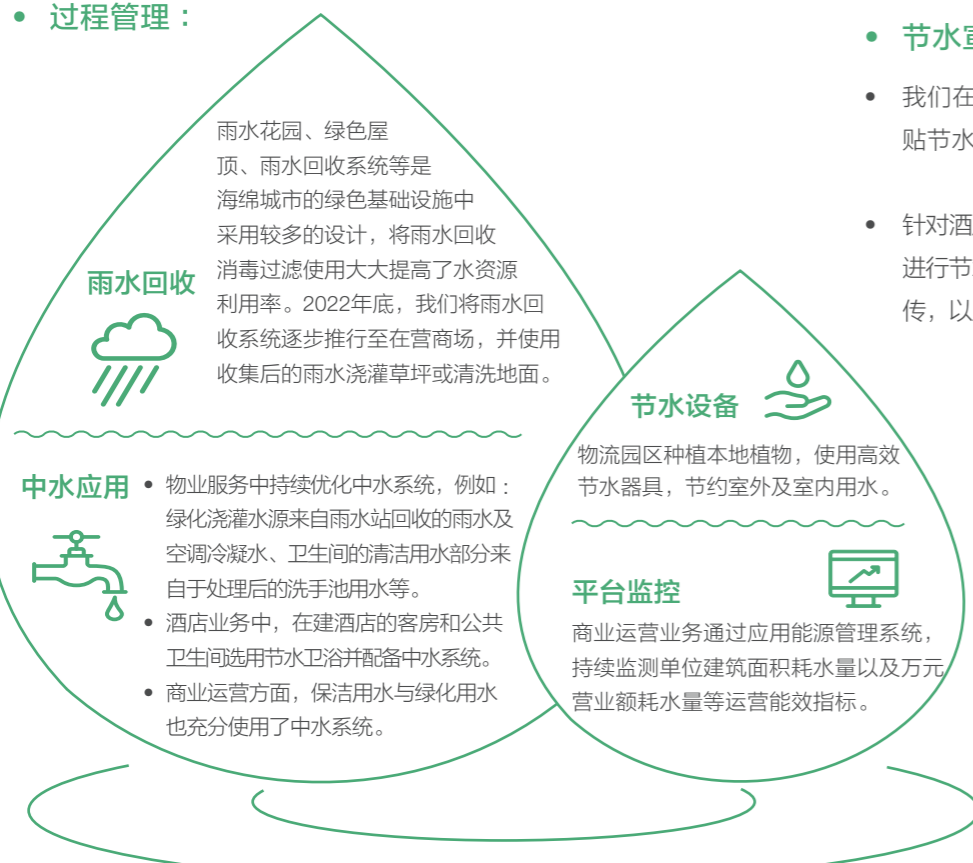 • 过程管理：
雨水花园、绿色屋
顶、雨水回收系统等是
海绵城市的绿色基础设施中
采用较多的设计，将雨水回收
消毒过滤使用大大提高了水资源
利用率。2022年底，我们将雨水回
收系统逐步推行至在营商场，并使用
收集后的雨水浇灌草坪或清洗地面。
雨水回收
中水应用
• 物业服务中持续优化中水系统，例如：
绿化浇灌水源来自雨水站回收的雨水及
空调冷凝水、卫生间的清洁用水部分来
自于处理后的洗手池用水等。
• 酒店业务中，在建酒店的客房和公共
卫生间选用节水卫浴并配备中水系统。
• 商业运营方面，保洁用水与绿化用水
也充分使用了中水系统。
节水设备
物流园区种植本地植物，使用高效
节水器具，节约室外及室内用水。
平台监控
商业运营业务通过应用能源管理系统，
持续监测单位建筑面积耗水量以及万元
营业额耗水量等运营能效指标。
• 节水
• 我们在
贴节水
• 针对酒
进行节
传，以